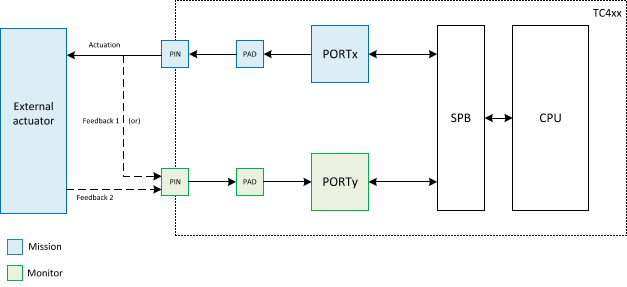 TC4xx
Actuation
PIN
PAD
PORTx
External
actuator
SPB
CPU
Feedback 1
(or)
PIN
PAD
PORTy
Feedback 2
Mission
Monitor